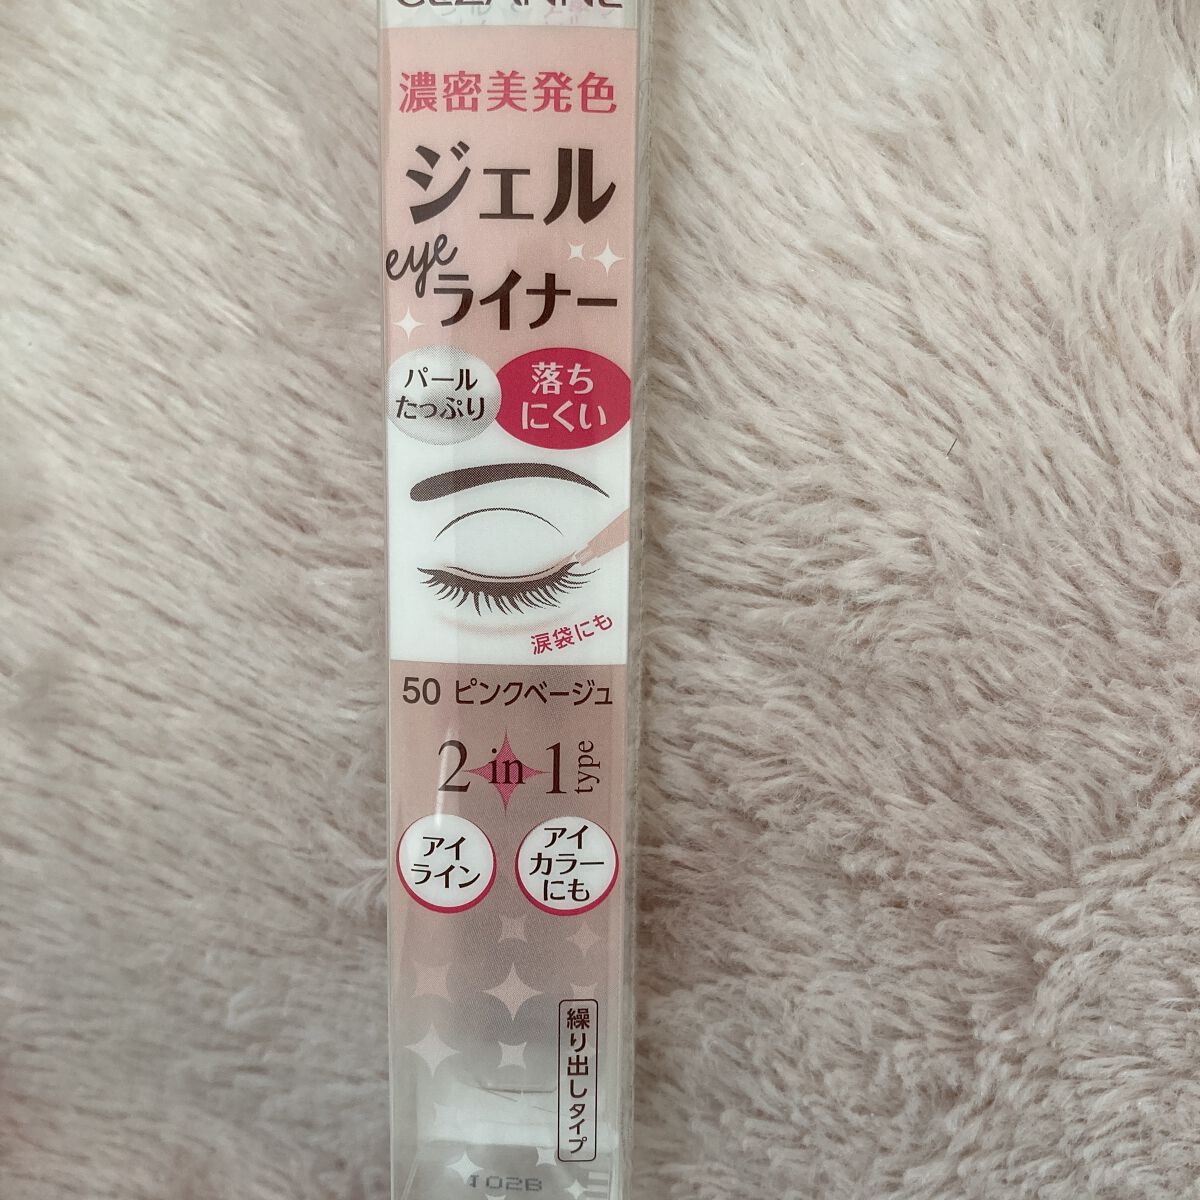 CEZANNE
濃密美発色
ジェル
eye
ライナー
パール
たっぷり
落ち
にくい
涙袋にも
50 ピンクベージュ
2 in 1 type
アイ
ライン
アイ
カラー
にも
繰り出しタイプ
102B